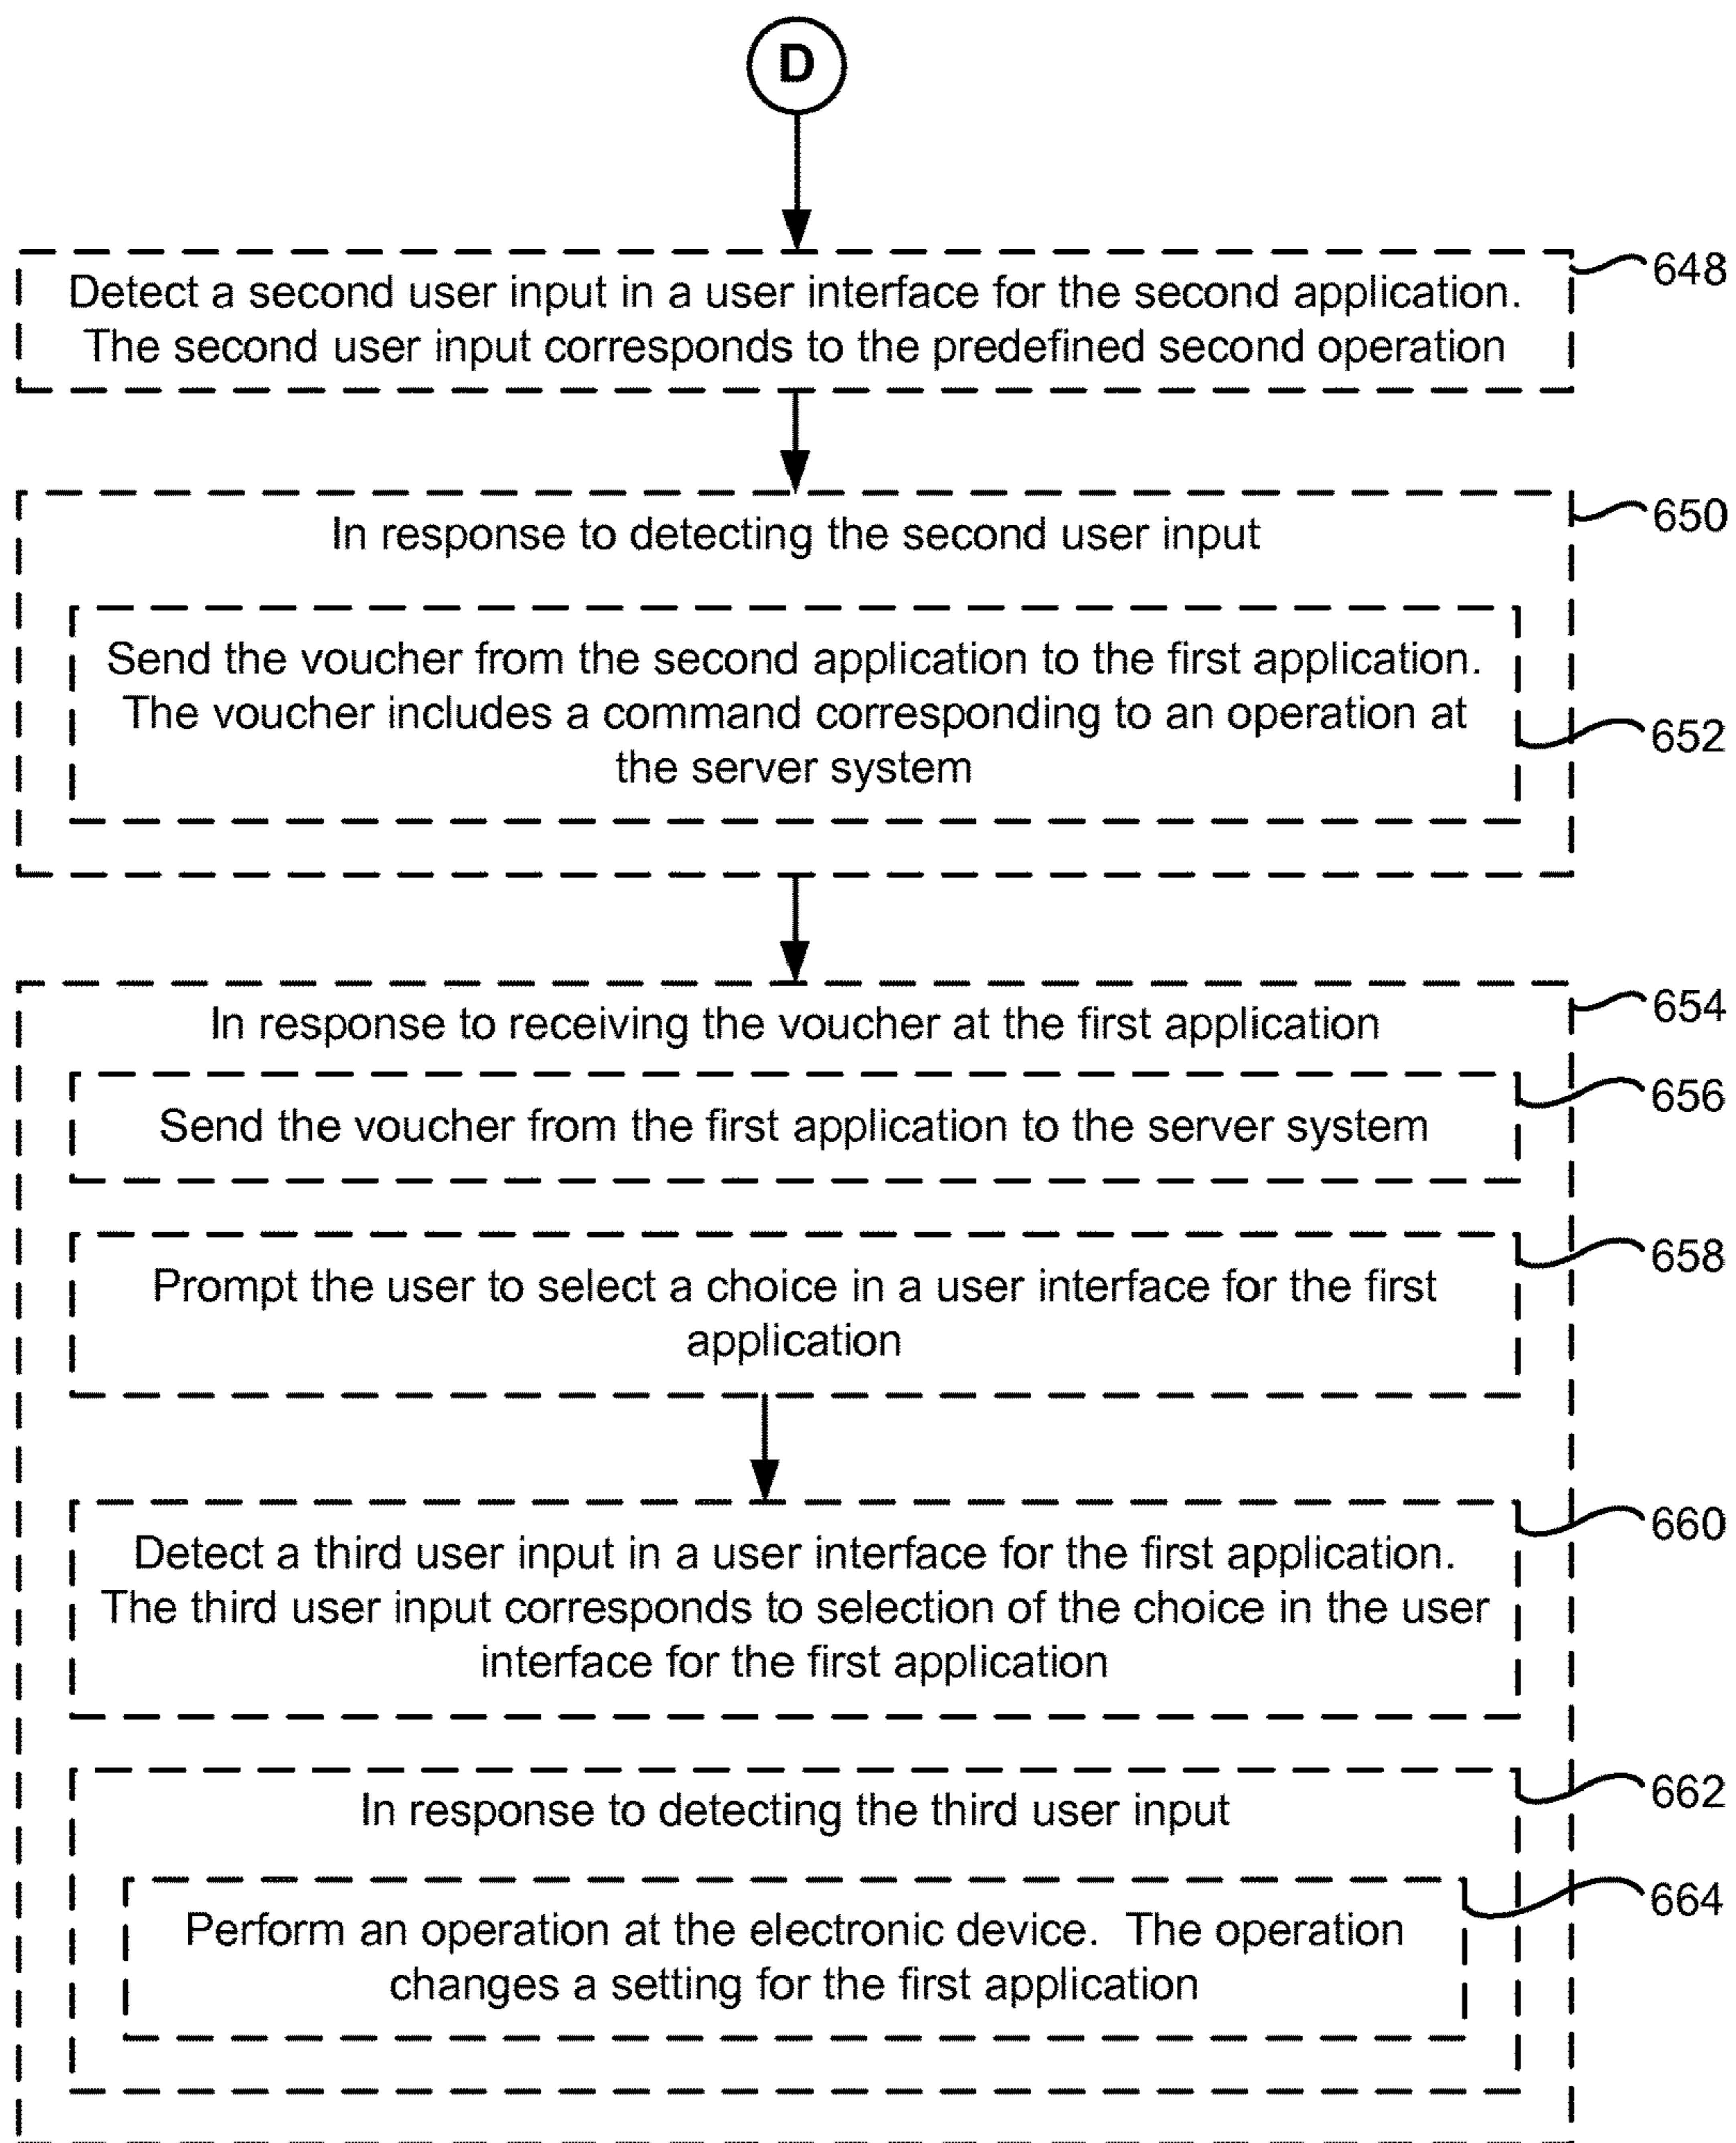 D
648
Detect a second user input in a user interface for the second application.
The second user input corresponds to the predefined second operation
650
In response to detecting the second user input
Send the voucher from the second application to the first application.
The voucher includes a command corresponding to an operation at
the server system
652
654
In response to receiving the voucher at the first application
656
Send the voucher from the first application to the server system
658
Prompt the user to select a choice in a user interface for the first
application
660
Detect a third user input in a user interface for the first application.
The third user input corresponds to selection of the choice in the user
interface for the first application
662
In response to detecting the third user input
664
Perform an operation at the electronic device. The operation
changes a setting for the first application